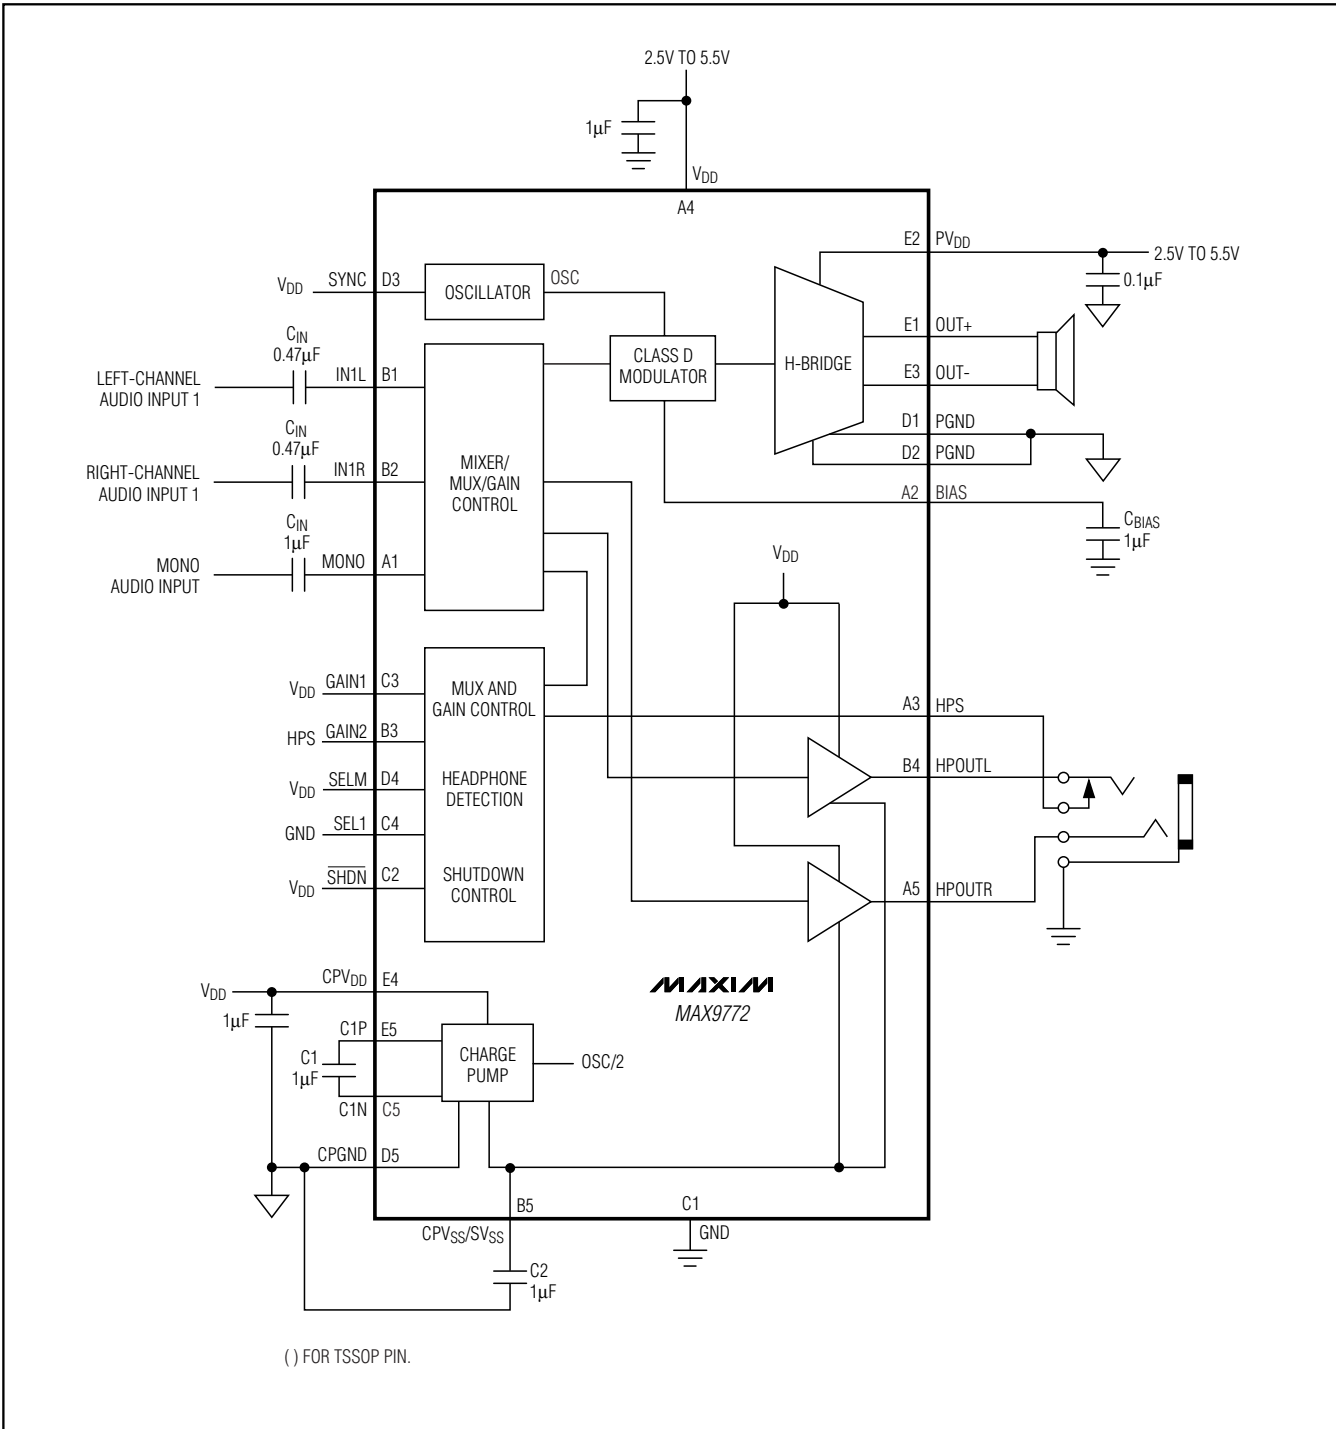 2.5V TO 5.5V
1μF
VDD
A4
E2 PVDD
2.5V TO 5.5V
0.1μF
VDD SYNC D3
OSCILLATOR
OSC
CIN
0.47μF
LEFT-CHANNEL
AUDIO INPUT 1
IN1L B1
CLASS D
MODULATOR
H-BRIDGE
E1 OUT+
E3 OUT-
D1 PGND
D2 PGND
CIN
0.47μF
RIGHT-CHANNEL
AUDIO INPUT 1
IN1R B2
MIXER/
MUX/GAIN
CONTROL
A2 BIAS
CBIAS
1μF
CIN
1μF
MONO
AUDIO INPUT
MONO A1
VDD
VDD GAIN1 C3
MUX AND
GAIN CONTROL
A3 HPS
HPS GAIN2 B3
B4 HPOUTL
VDD SELM D4
HEADPHONE
DETECTION
GND SEL1 C4
VDD SHDN C2
SHUTDOWN
CONTROL
A5 HPOUTR
VDD
CPVDD E4
1μF
MAXIM
MAX9772
C1P E5
C1
1μF
CHARGE
PUMP
OSC/2
C1N C5
CPGND D5
B5
CPVSS/SVSS
C1
GND
C2
1μF
( ) FOR TSSOP PIN.